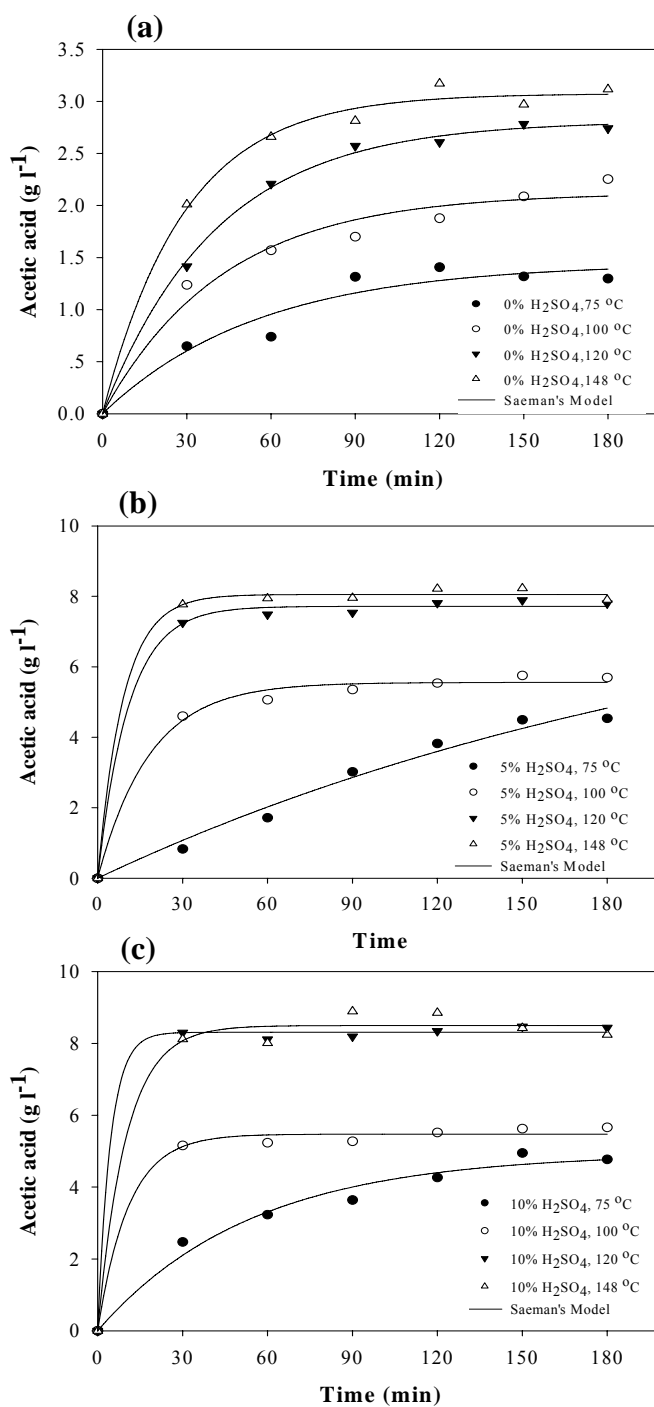 (a)
3.5
3.0
2.5
2.0
1.5
1.0
.5
0.0
Acetic acid (g l-1)
0% H2SO4,75 ºC
0% H2SO4,100 ºC
0% H2SO4,120 ºC
0% H2SO4,148 ºC
Saeman's Model
0 30 60 90 120 150 180
Time (min)
(b)
10
8
6
4
2
0
Acetic acid (g l-1)
5% H2SO4, 75 ºC
5% H2SO4, 100 ºC
5% H2SO4, 120 ºC
5% H2SO4, 148 ºC
Saeman's Model
0 30 60 90 120 150 180
Time
(c)
10
8
6
4
2
0
Acetic acid (g l-1)
10% H2SO4, 75 ºC
10% H2SO4, 100 ºC
10% H2SO4, 120 ºC
10% H2SO4, 148 ºC
Saeman's Model
0 30 60 90 120 150 180
Time (min)